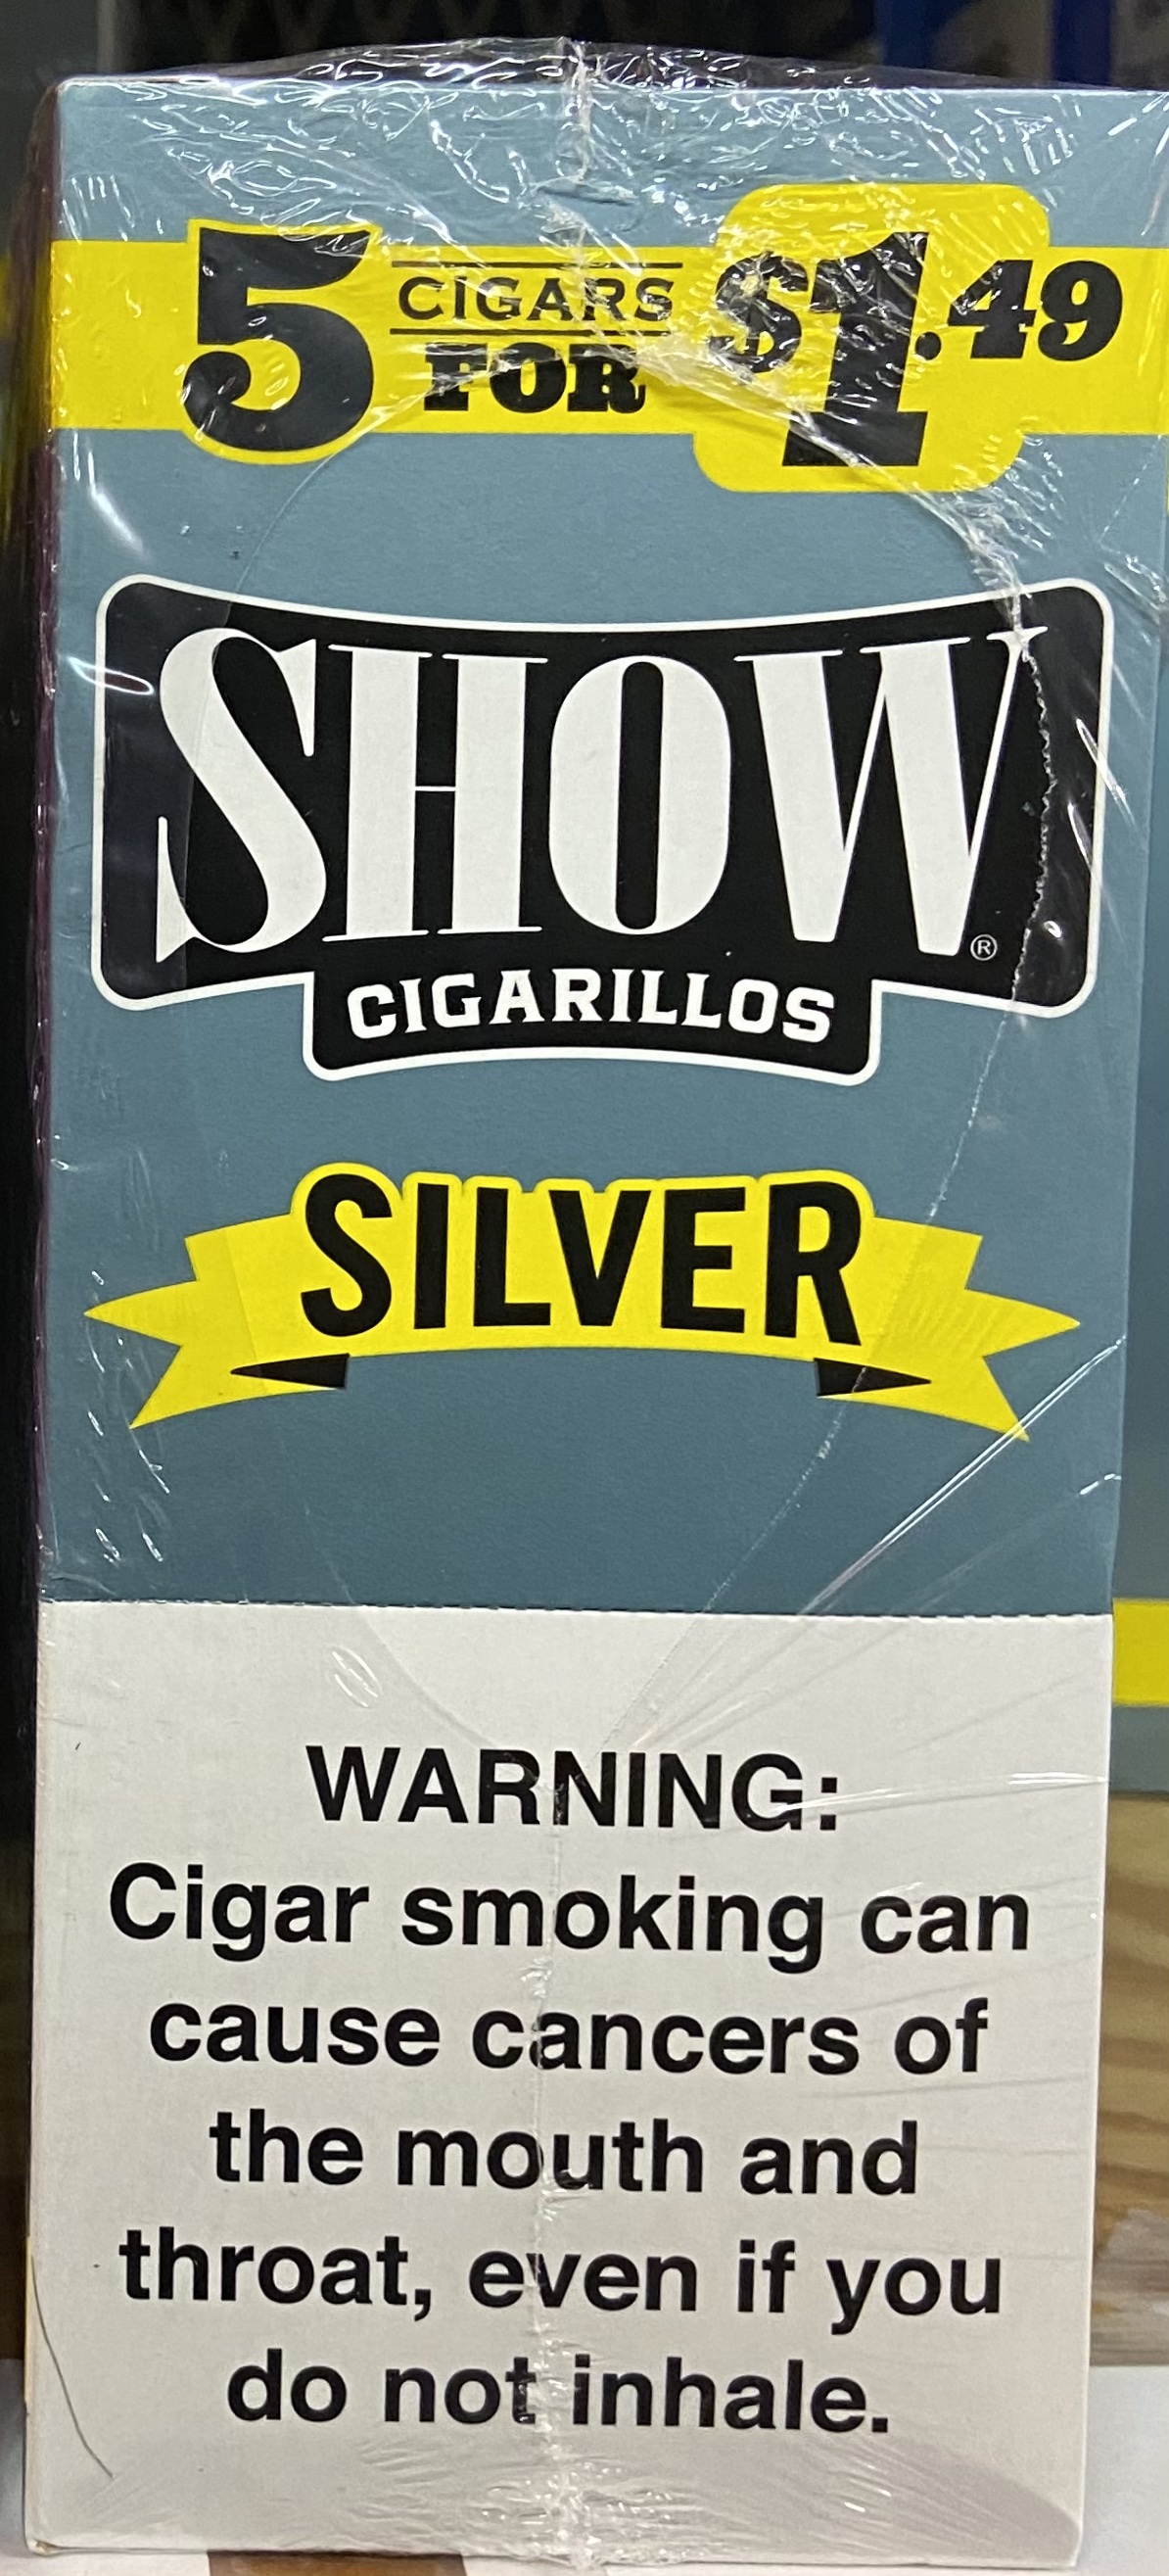 5 CIGARS FOR $1.49
SHOW®
CIGARILLOS
SILVER
WARNING:
Cigar smoking can
cause cancers of
the mouth and
throat, even if you
do not inhale.